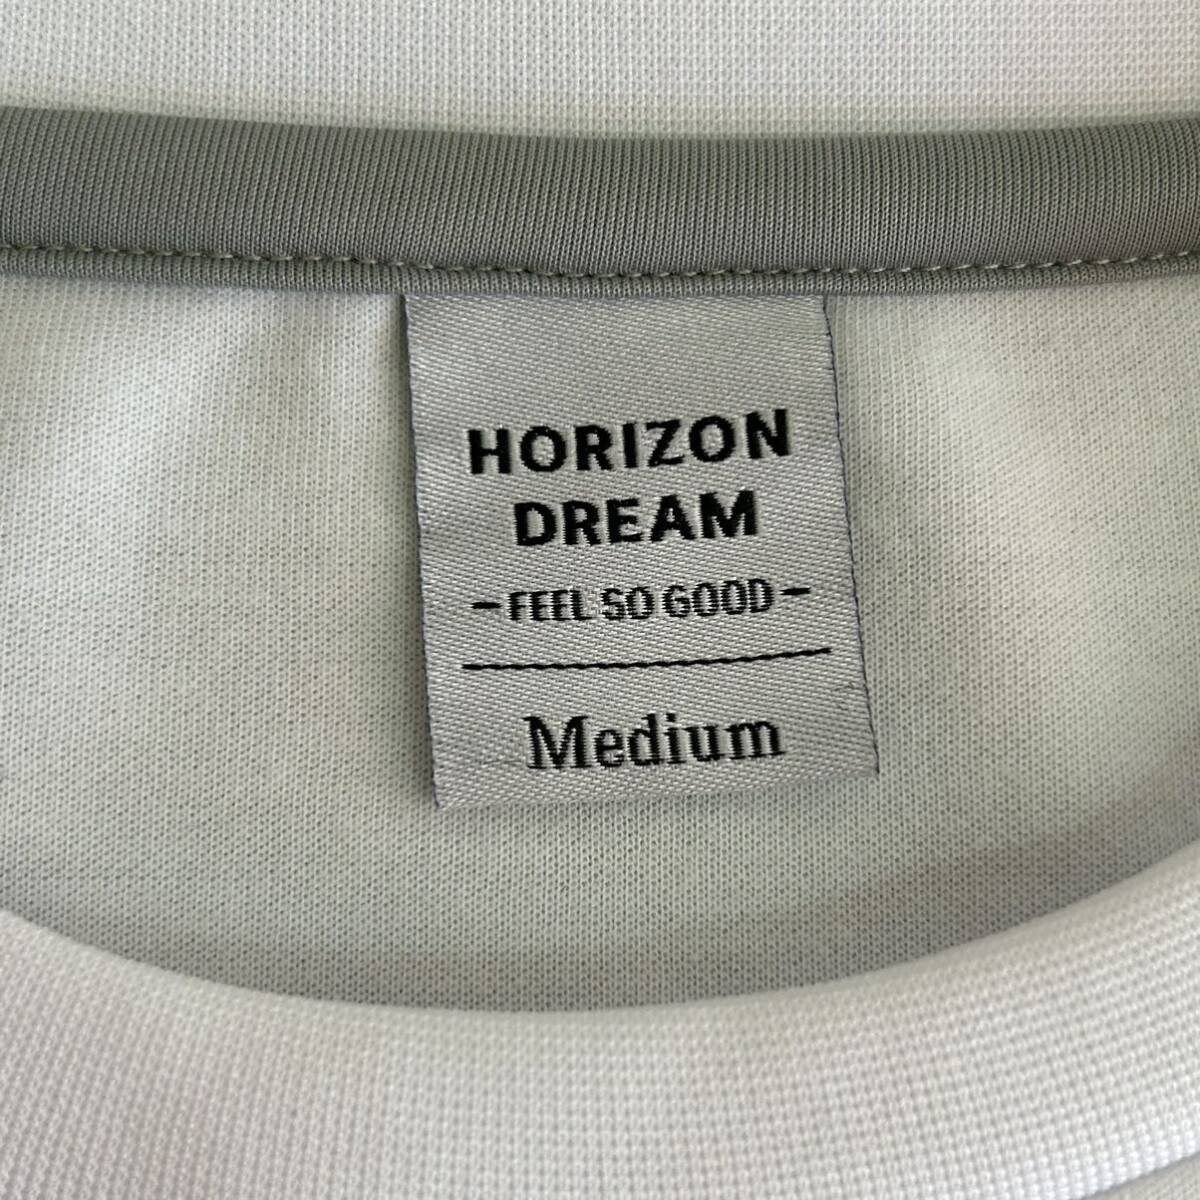 HORIZON
DREAM
-FEEL SO GOOD-
Medium